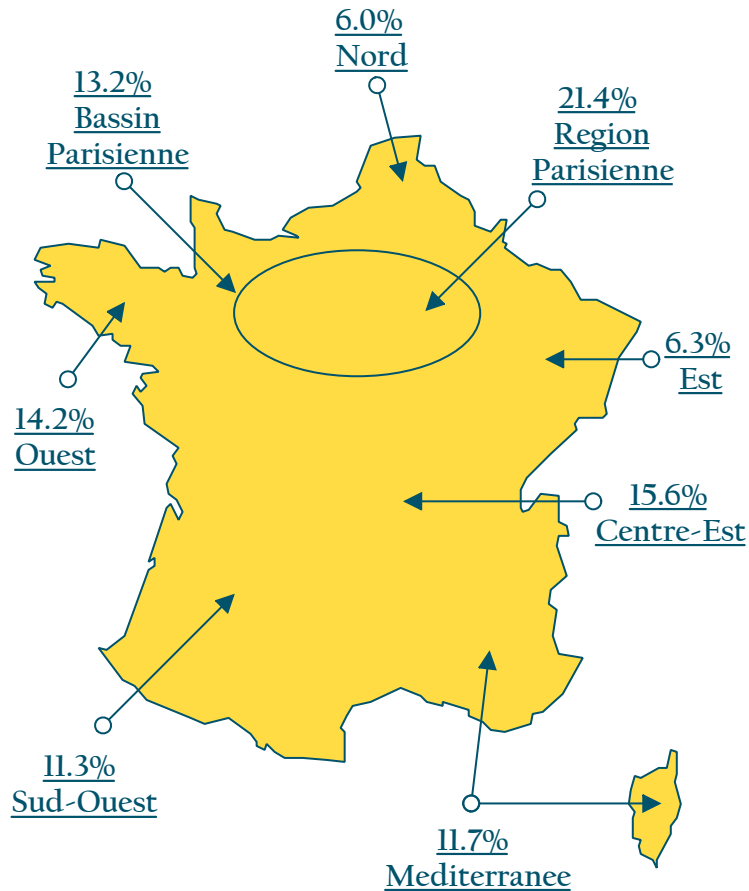 6.0%
Nord
13.2%
Bassin
Parisienne
21.4%
Region
Parisienne
6.3%
Est
14.2%
Ouest
15.6%
Centre-Est
11.3%
Sud-Ouest
11.7%
Mediterranee